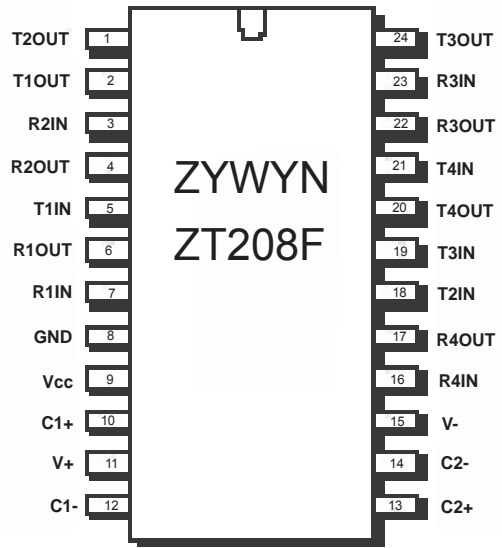 T2OUT 1 24 T3OUT
T1OUT 2 23 R3IN
R2IN 3 22 R3OUT
R2OUT 4 21 T4IN
ZYWYN
T1IN 5 20 T4OUT
ZT208F
R1OUT 6 19 T3IN
R1IN 7 18 T2IN
GND 8 17 R4OUT
Vcc 9 16 R4IN
C1+ 10 15 V-
V+ 11 14 C2-
C1- 12 13 C2+